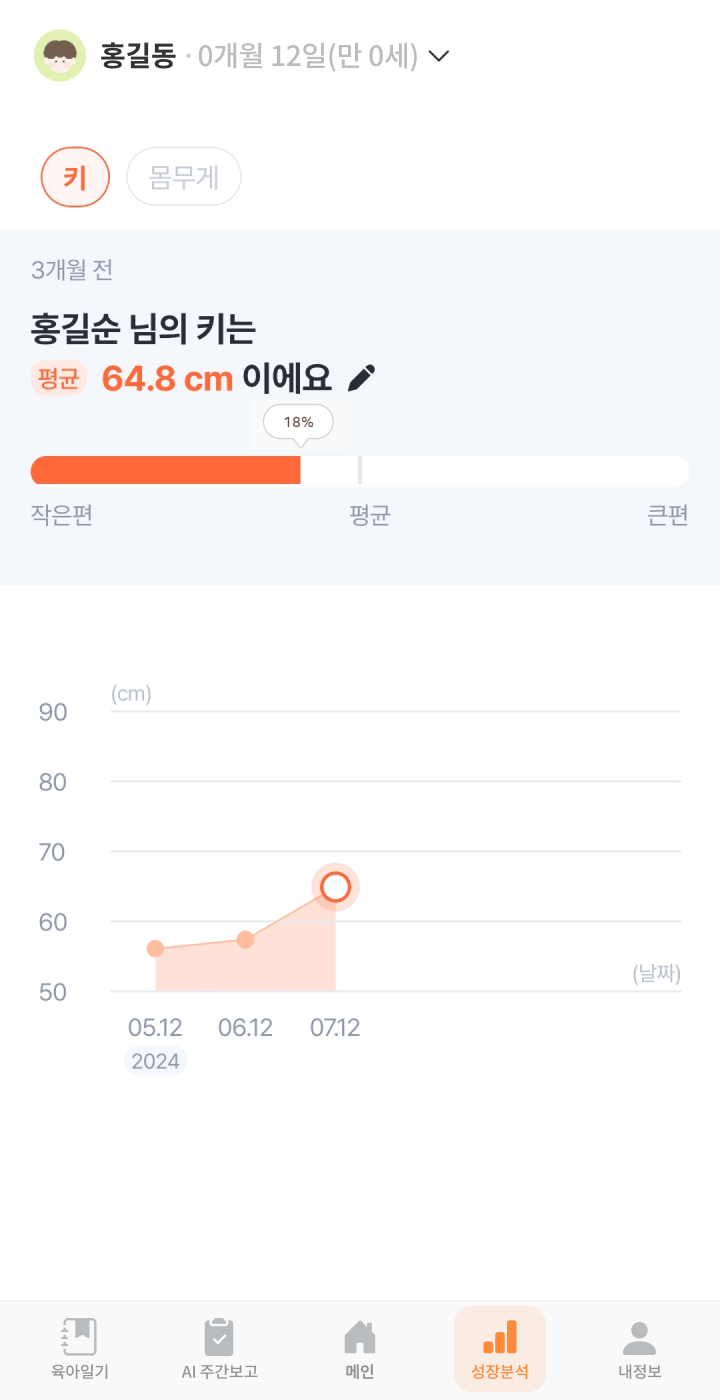 홍길동 · 0개월 12일(만 0세)
키 몸무게
3개월 전
홍길순 님의 키는
평균 64.8 cm 이에요
18%
작은편 평균 큰편
(cm)
90
80
70
60
(날짜)
50
05.12 06.12 07.12
2024
육아일기 AI 주간보고 메인 성장분석 내정보